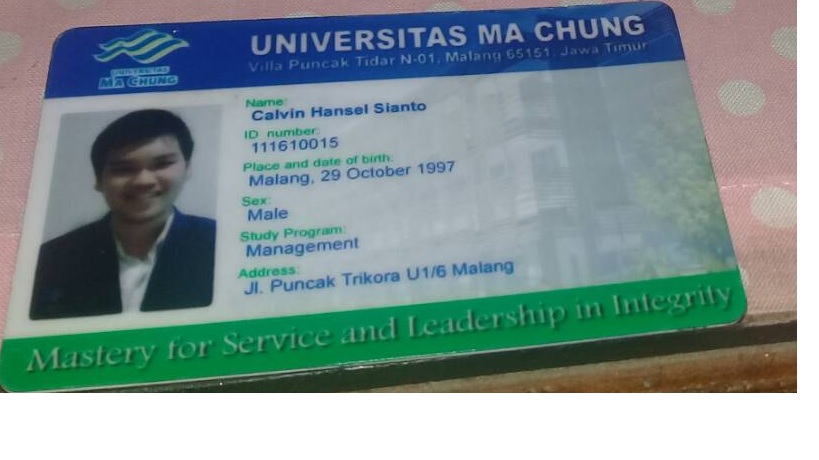 UNIVERSITAS MA CHUNG
Villa Puncak Tidar N-01, Malang 65151, Jawa Timur
UNIVERSITAS
MA CHUNG
Name:
Calvin Hansel Sianto
ID number:
111610015
Place and date of birth:
Malang, 29 October 1997
Sex:
Male
Study Program:
Management
Address:
Jl. Puncak Trikora U1/6 Malang
Mastery for Service and Leadership in Integrity